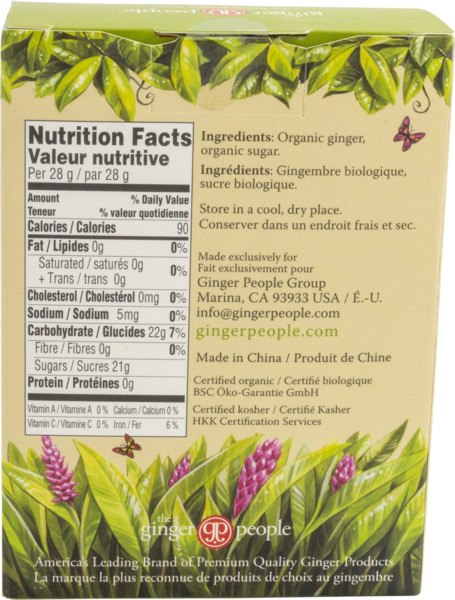 ginger people
Nutrition Facts
Valeur nutritive
Per 28 g / par 28 g
Amount % Daily Value
Teneur % valeur quotidienne
Calories / Calories 90
Fat / Lipides 0g 0%
Saturated / saturés 0g
+ Trans / trans 0g 0%
Cholesterol / Cholestérol 0mg 0%
Sodium / Sodium 5mg 0%
Carbohydrate / Glucides 22g 7%
Fibre / Fibres 0g 0%
Sugars / Sucres 21g
Protein / Protéines 0g
Vitamin A / Vitamine A 0 % Calcium / Calcium 0 %
Vitamin C / Vitamine C 0 % Iron / Fer 6 %
Ingredients: Organic ginger,
organic sugar.
Ingrédients: Gingembre biologique,
sucre biologique.
Store in a cool, dry place.
Conserver dans un endroit frais et sec.
Made exclusively for
Fait exclusivement pour
Ginger People Group
Marina, CA 93933 USA / É.-U.
info@gingerpeople.com
gingerpeople.com
Made in China / Produit de Chine
Certified organic / Certifié biologique
BSC Öko-Garantie GmbH
Certified kosher / Certifié Kasher
HKK Certification Services
the
ginger people
America's Leading Brand of Premium Quality Ginger Products
La marque la plus reconnue de produits de choix au gingembre